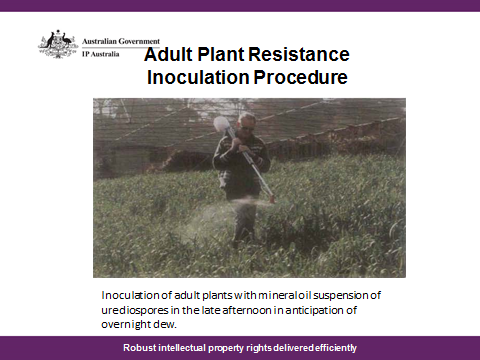 Australian Government
IP Australia
Adult Plant Resistance
Inoculation Procedure
Inoculation of adult plants with mineral oil suspension of
urediospores in the late afternoon in anticipation of
overnight dew.
Robust intellectual property rights delivered efficiently